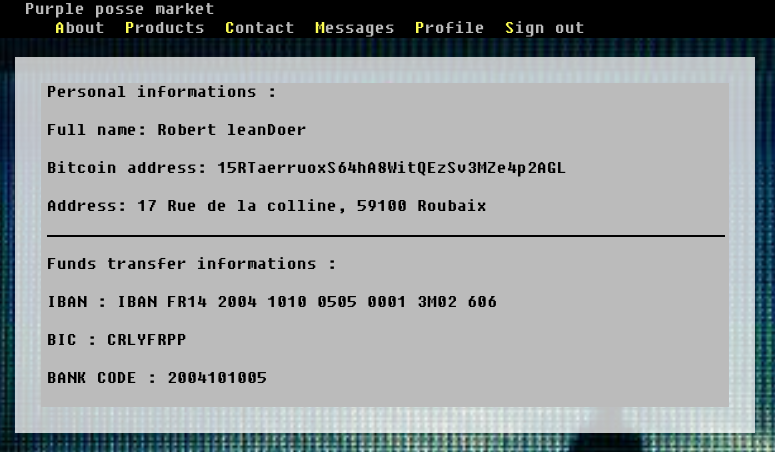 Purple posse market
About Products Contact Messages Profile Sign out
Personal informations :
Full name: Robert leanDoer
Bitcoin address: 15RTaerruoxS64hA8WitQEzSv3MZe4p2AGL
Address: 17 Rue de la colline, 59100 Roubaix
Funds transfer informations :
IBAN : IBAN FR14 2004 1010 0505 0001 3M02 606
BIC : CRLYFRPP
BANK CODE : 2004101005